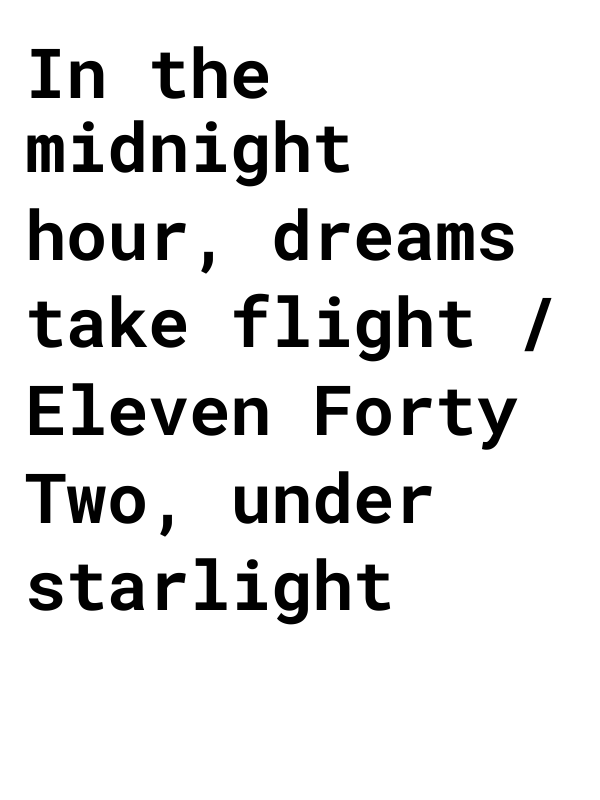 In the
midnight
hour, dreams
take flight /
Eleven Forty
Two, under
starlight